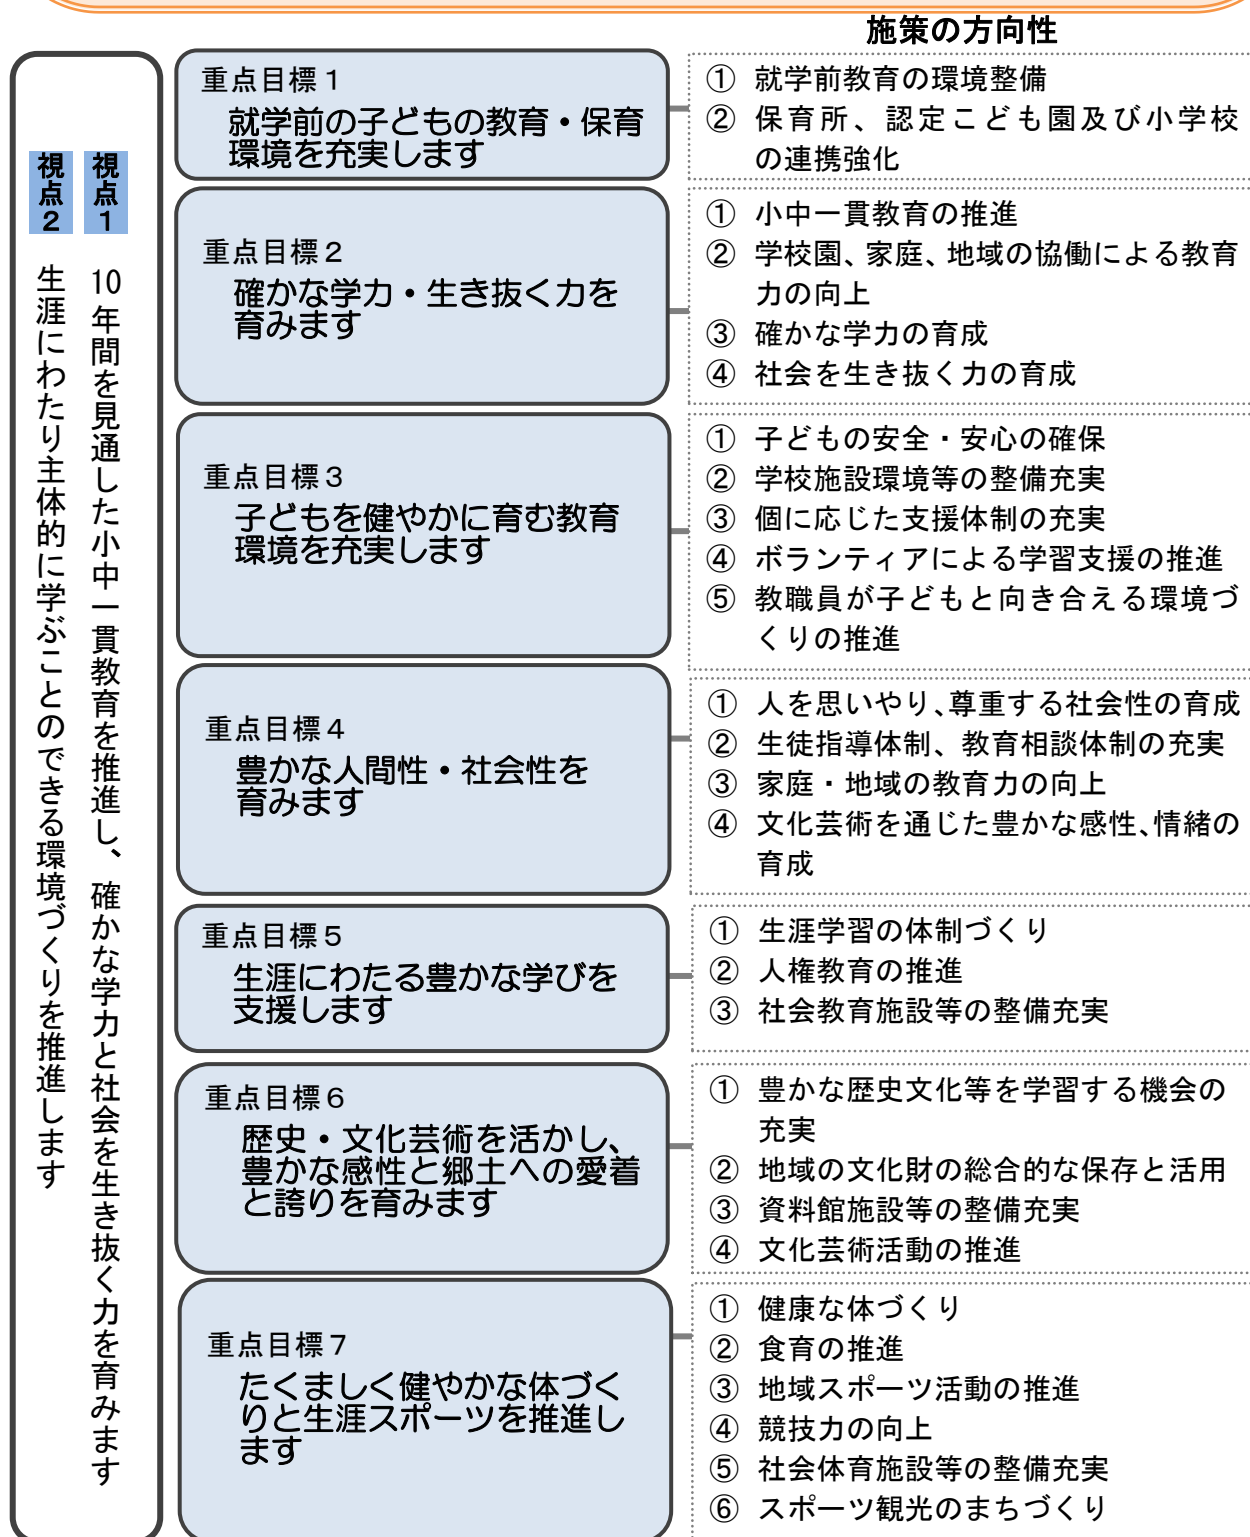 施策の方向性
視点1 10年間を見通した小中一貫教育を推進し、確かな学力と社会を生き抜く力を育みます
視点2 生涯にわたり主体的に学ぶことのできる環境づくりを推進します
重点目標1
就学前の子どもの教育・保育
環境を充実します
① 就学前教育の環境整備
② 保育所、認定こども園及び小学校
の連携強化
重点目標2
確かな学力・生き抜く力を
育みます
① 小中一貫教育の推進
② 学校園、家庭、地域の協働による教育
力の向上
③ 確かな学力の育成
④ 社会を生き抜く力の育成
重点目標3
子どもを健やかに育む教育
環境を充実します
① 子どもの安全・安心の確保
② 学校施設環境等の整備充実
③ 個に応じた支援体制の充実
④ ボランティアによる学習支援の推進
⑤ 教職員が子どもと向き合える環境づ
くりの推進
重点目標4
豊かな人間性・社会性を
育みます
① 人を思いやり、尊重する社会性の育成
② 生徒指導体制、教育相談体制の充実
③ 家庭・地域の教育力の向上
④ 文化芸術を通じた豊かな感性、情緒の
育成
重点目標5
生涯にわたる豊かな学びを
支援します
① 生涯学習の体制づくり
② 人権教育の推進
③ 社会教育施設等の整備充実
重点目標6
歴史・文化芸術を活かし、
豊かな感性と郷土への愛着
と誇りを育みます
① 豊かな歴史文化等を学習する機会の
充実
② 地域の文化財の総合的な保存と活用
③ 資料館施設等の整備充実
④ 文化芸術活動の推進
重点目標7
たくましく健やかな体づく
りと生涯スポーツを推進し
ます
① 健康な体づくり
② 食育の推進
③ 地域スポーツ活動の推進
④ 競技力の向上
⑤ 社会体育施設等の整備充実
⑥ スポーツ観光のまちづくり